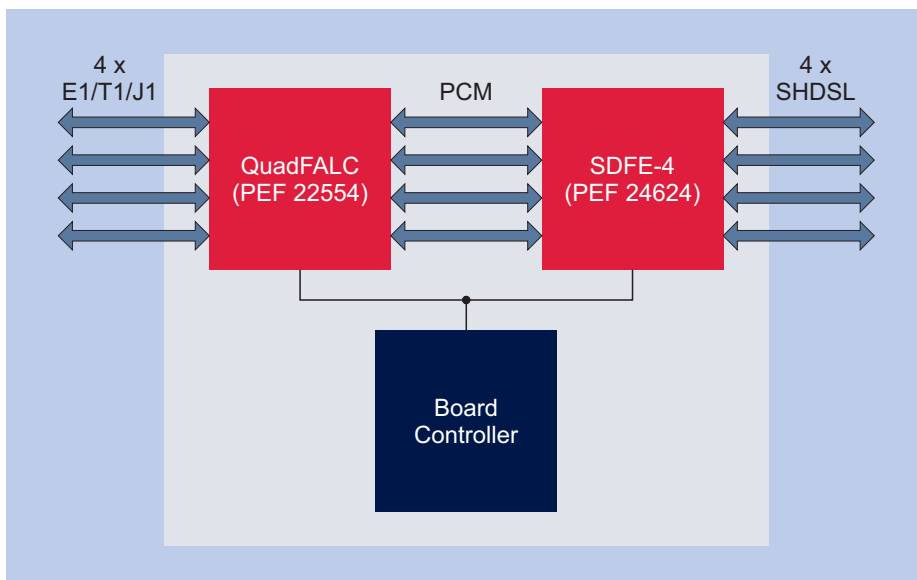 4 x
E1/T1/J1
PCM
4 x
SHDSL
QuadFALC
(PEF 22554)
SDFE-4
(PEF 24624)
Board
Controller